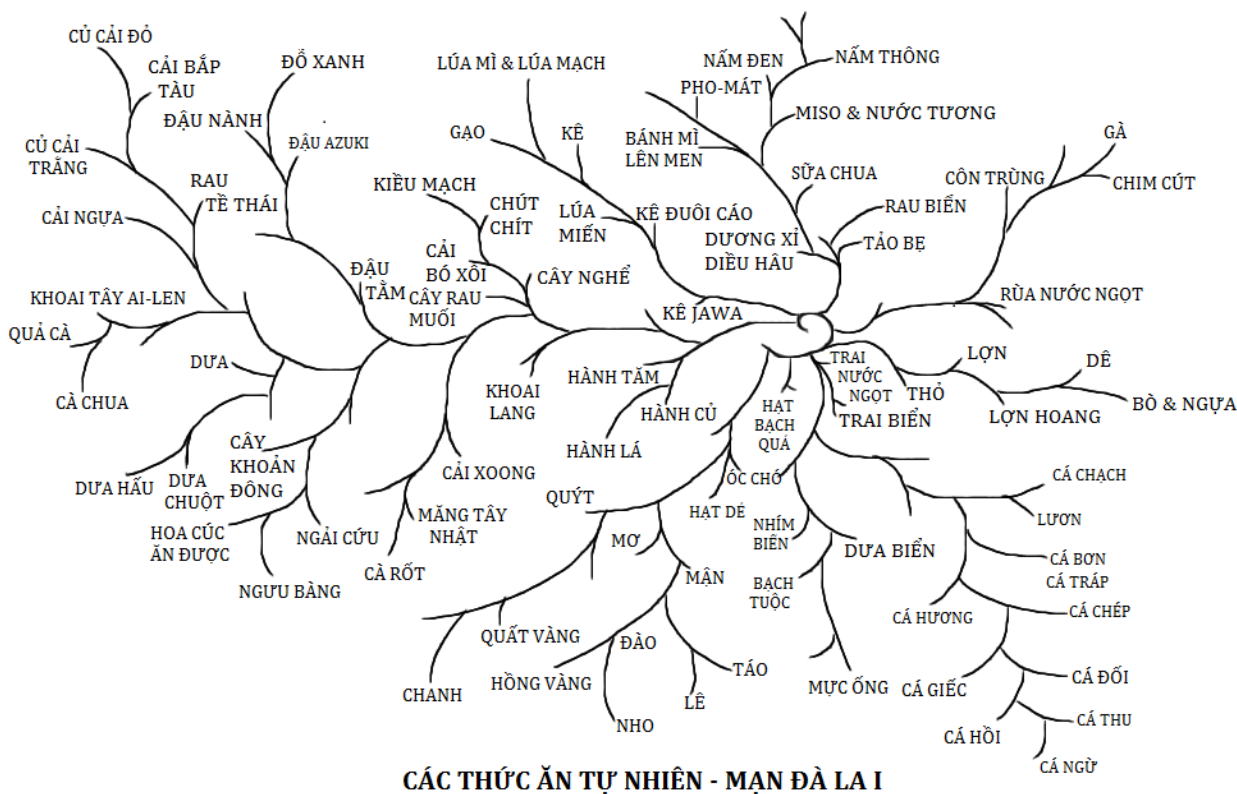 CỦ CẢI ĐỎ
CẢI BẮP
TÀU
ĐỖ XANH
ĐẬU NÀNH
ĐẬU AZUKI
CỦ CẢI
TRẮNG
RAU
TỀ THÁI
CẢI NGỰA
ĐẬU
TẰM
KHOAI TÂY AI-LEN
QUẢ CÀ
CÀ CHUA
DƯA
DƯA HẤU
DƯA
CHUỘT
CÂY
KHOẢN
ĐÔNG
HOA CÚC
ĂN ĐƯỢC
NGẢI CỨU
NGƯU BÀNG
LÚA MÌ & LÚA MẠCH
GẠO
KÊ
KIỀU MẠCH
CHÚT
CHÍT
LÚA
MIẾN
KÊ ĐUÔI CÁO
CẢI
BÓ XÔI
CÂY NGHỂ
CÂY RAU
MUỐI
KÊ JAWA
KHOAI
LANG
HÀNH TĂM
HÀNH CỦ
HÀNH LÁ
CẢI XOONG
MĂNG TÂY
NHẬT
CÀ RỐT
NẤM ĐEN
NẤM THÔNG
PHO-MÁT
MISO & NƯỚC TƯƠNG
BÁNH MÌ
LÊN MEN
SỮA CHUA
RAU BIỂN
DƯƠNG XỈ
DIỀU HÂU
TẢO BẸ
GÀ
CÔN TRÙNG
CHIM CÚT
RÙA NƯỚC NGỌT
TRAI
NƯỚC
NGỌT
TRAI BIỂN
LỢN
THỎ
DÊ
LỢN HOANG
BÒ & NGỰA
HẠT
BẠCH
QUẢ
ÓC CHÓ
HẠT DẺ
QUÝT
MƠ
MẬN
QUẤT VÀNG
ĐÀO
CHANH
HỒNG VÀNG
TÁO
LÊ
NHO
NHÍM
BIỂN
DƯA BIỂN
BẠCH
TUỘC
MỰC ỐNG
CÁ CHẠCH
LƯƠN
CÁ BƠN
CÁ TRÁP
CÁ HƯƠNG
CÁ CHÉP
CÁ GIẾC
CÁ ĐỐI
CÁ HỒI
CÁ THU
CÁ NGỪ
CÁC THỨC ĂN TỰ NHIÊN - MẠN ĐÀ LA I